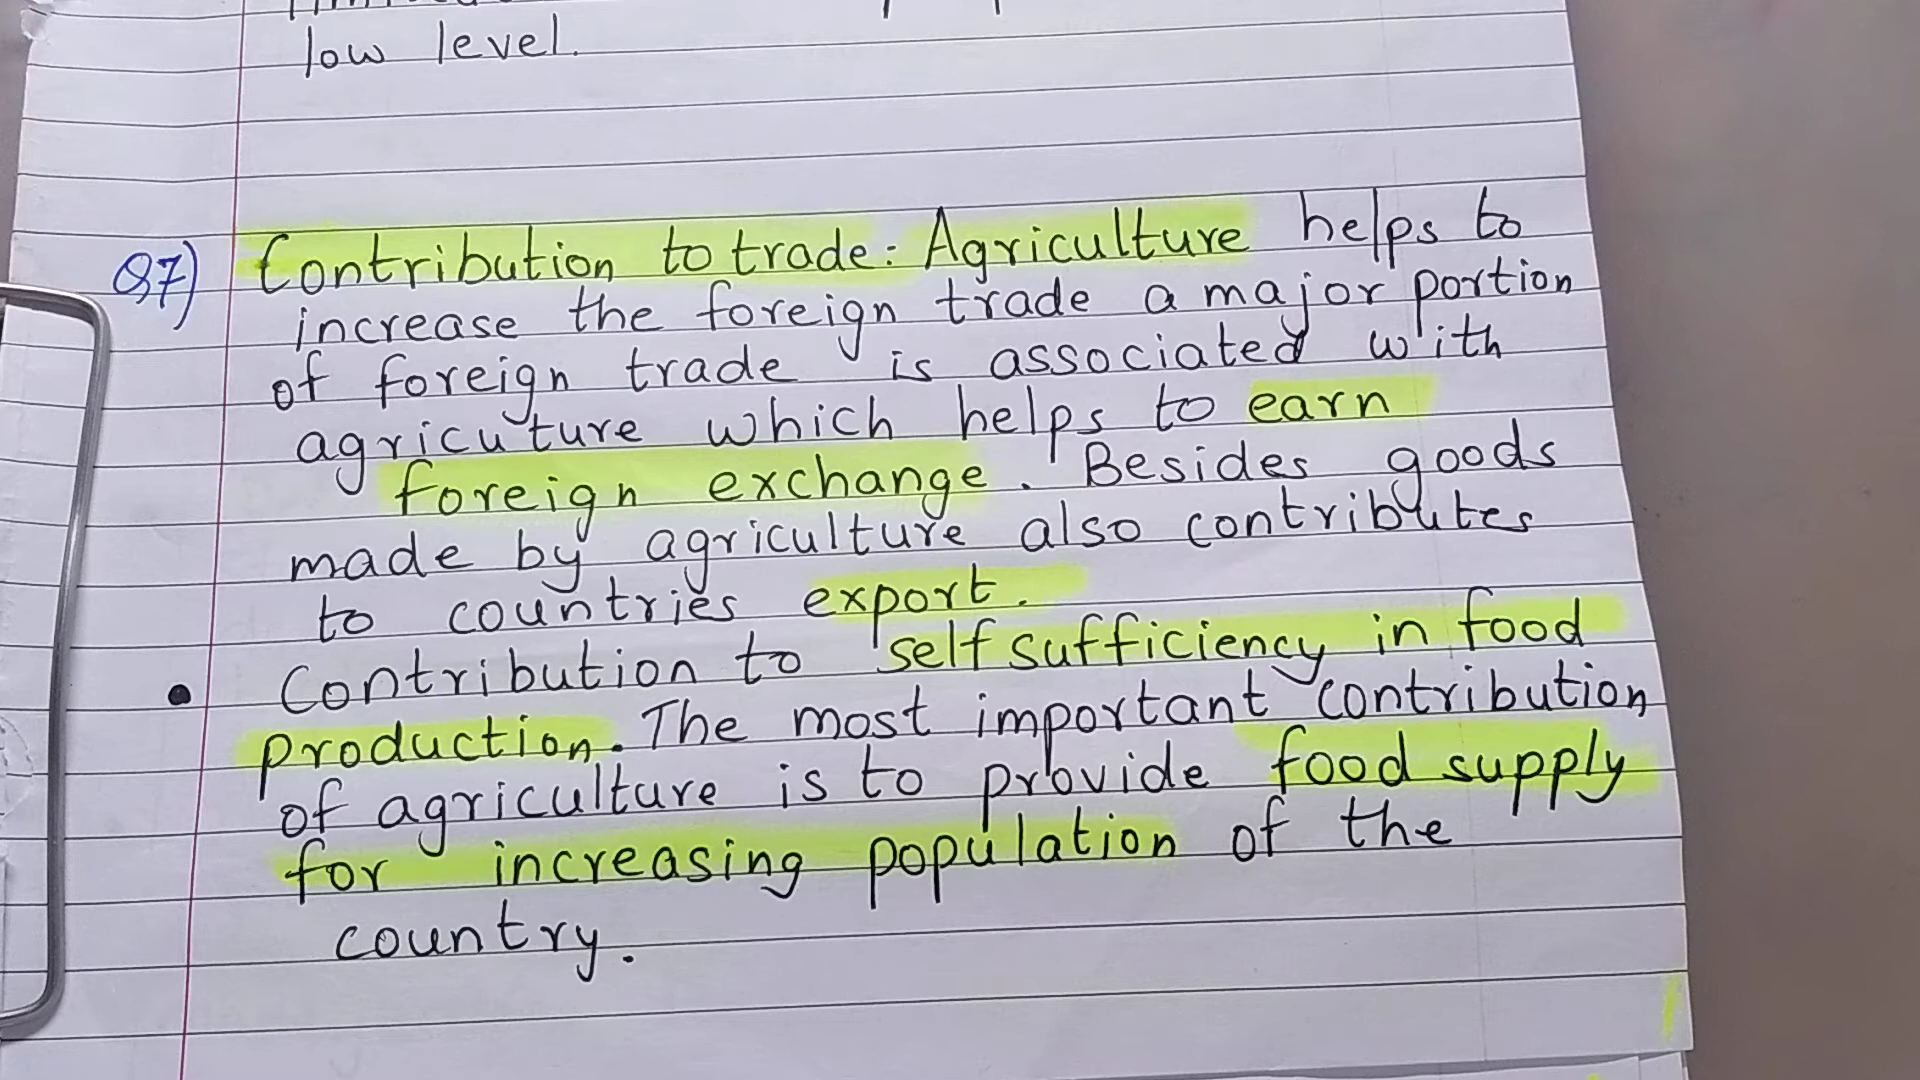 low level.
Q7) Contribution to trade: Agriculture helps to
increase the foreign trade a major portion
of foreign trade is associated with
agricuture which helps to earn
foreign exchange. Besides goods
made by agriculture also contributes
to countries export.
• Contribution to self sufficiency in food
production. The most important contribution
of agriculture is to provide food supply
for increasing population of the
country.